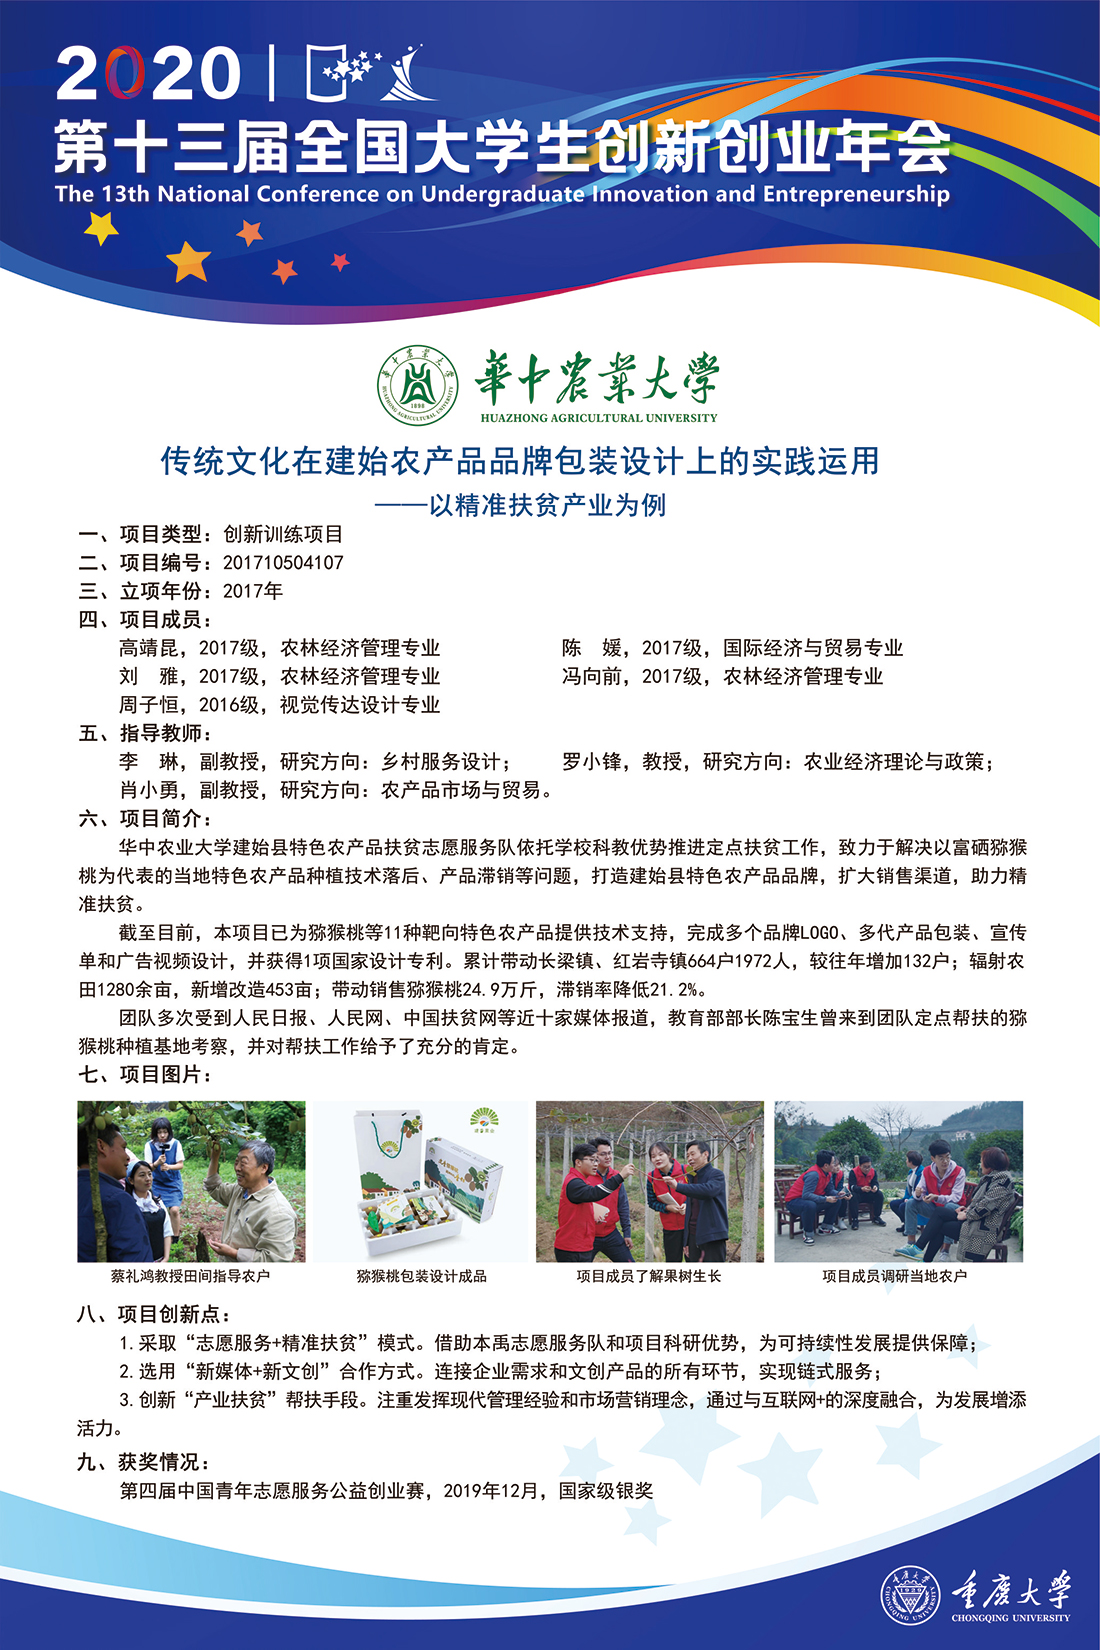 2020
第十三届全国大学生创新创业年会
The 13th National Conference on Undergraduate Innovation and Entrepreneurship
華中農業大學
HUAZHONG AGRICULTURAL UNIVERSITY
1898
華中農業大學
HUAZHONG AGRICULTURAL UNIVERSITY
传统文化在建始农产品品牌包装设计上的实践运用
——以精准扶贫产业为例
一、项目类型：创新训练项目
二、项目编号：201710504107
三、立项年份：2017年
四、项目成员：
高靖昆，2017级，农林经济管理专业 陈 媛，2017级，国际经济与贸易专业
刘 雅，2017级，农林经济管理专业 冯向前，2017级，农林经济管理专业
周子恒，2016级，视觉传达设计专业
五、指导教师：
李 琳，副教授，研究方向：乡村服务设计； 罗小锋，教授，研究方向：农业经济理论与政策；
肖小勇，副教授，研究方向：农产品市场与贸易。
六、项目简介：
华中农业大学建始县特色农产品扶贫志愿服务队依托学校科教优势推进定点扶贫工作，致力于解决以富硒猕猴
桃为代表的当地特色农产品种植技术落后、产品滞销等问题，打造建始县特色农产品品牌，扩大销售渠道，助力精
准扶贫。
截至目前，本项目已为猕猴桃等11种靶向特色农产品提供技术支持，完成多个品牌LOGO、多代产品包装、宣传
单和广告视频设计，并获得1项国家设计专利。累计带动长梁镇、红岩寺镇664户1972人，较往年增加132户；辐射农
田1280余亩，新增改造453亩；带动销售猕猴桃24.9万斤，滞销率降低21.2%。
团队多次受到人民日报、人民网、中国扶贫网等近十家媒体报道，教育部部长陈宝生曾来到团队定点帮扶的猕
猴桃种植基地考察，并对帮扶工作给予了充分的肯定。
七、项目图片：
蔡礼鸿教授田间指导农户 猕猴桃包装设计成品 项目成员了解果树生长 项目成员调研当地农户
八、项目创新点：
1.采取“志愿服务+精准扶贫”模式。借助本禹志愿服务队和项目科研优势，为可持续性发展提供保障；
2.选用“新媒体+新文创”合作方式。连接企业需求和文创产品的所有环节，实现链式服务；
3.创新“产业扶贫”帮扶手段。注重发挥现代管理经验和市场营销理念，通过与互联网+的深度融合，为发展增添
活力。
九、获奖情况：
第四届中国青年志愿服务公益创业赛，2019年12月，国家级银奖
重慶大學
1929
CHONGQING UNIVERSITY
重慶大學
CHONGQING UNIVERSITY